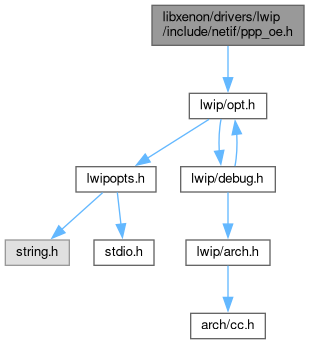 libxenon/drivers/lwip
/include/netif/ppp_oe.h
lwip/opt.h
lwipopts.h
lwip/debug.h
string.h
stdio.h
lwip/arch.h
arch/cc.h